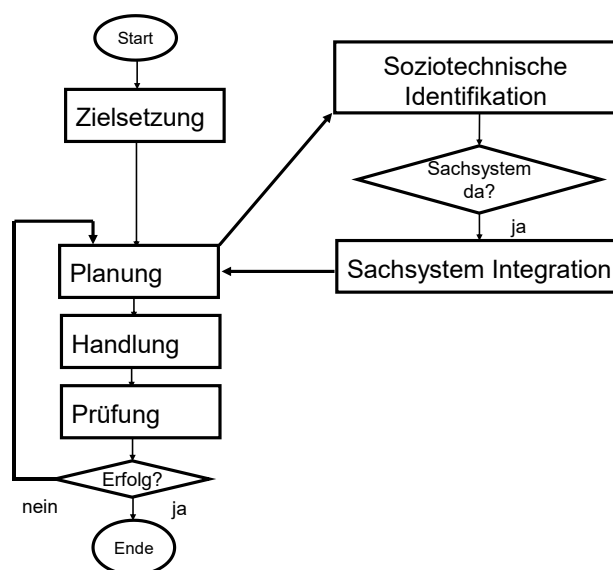 Start
Zielsetzung
Planung
Handlung
Prüfung
Erfolg?
nein
ja
Ende
Soziotechnische
Identifikation
Sachsystem
da?
ja
Sachsystem Integration